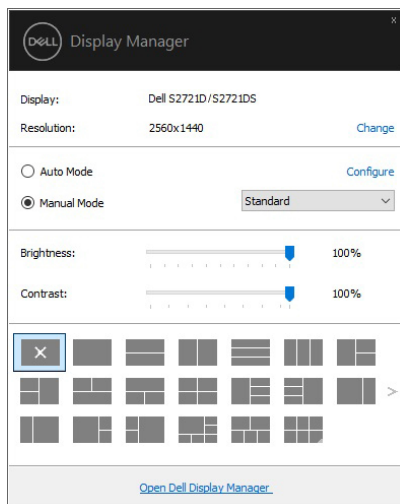 x
DELL Display Manager
Display: Dell S2721D/S2721DS
Resolution: 2560x1440 Change
Auto Mode Configure
Manual Mode Standard
Brightness: 100%
Contrast: 100%
Open Dell Display Manager